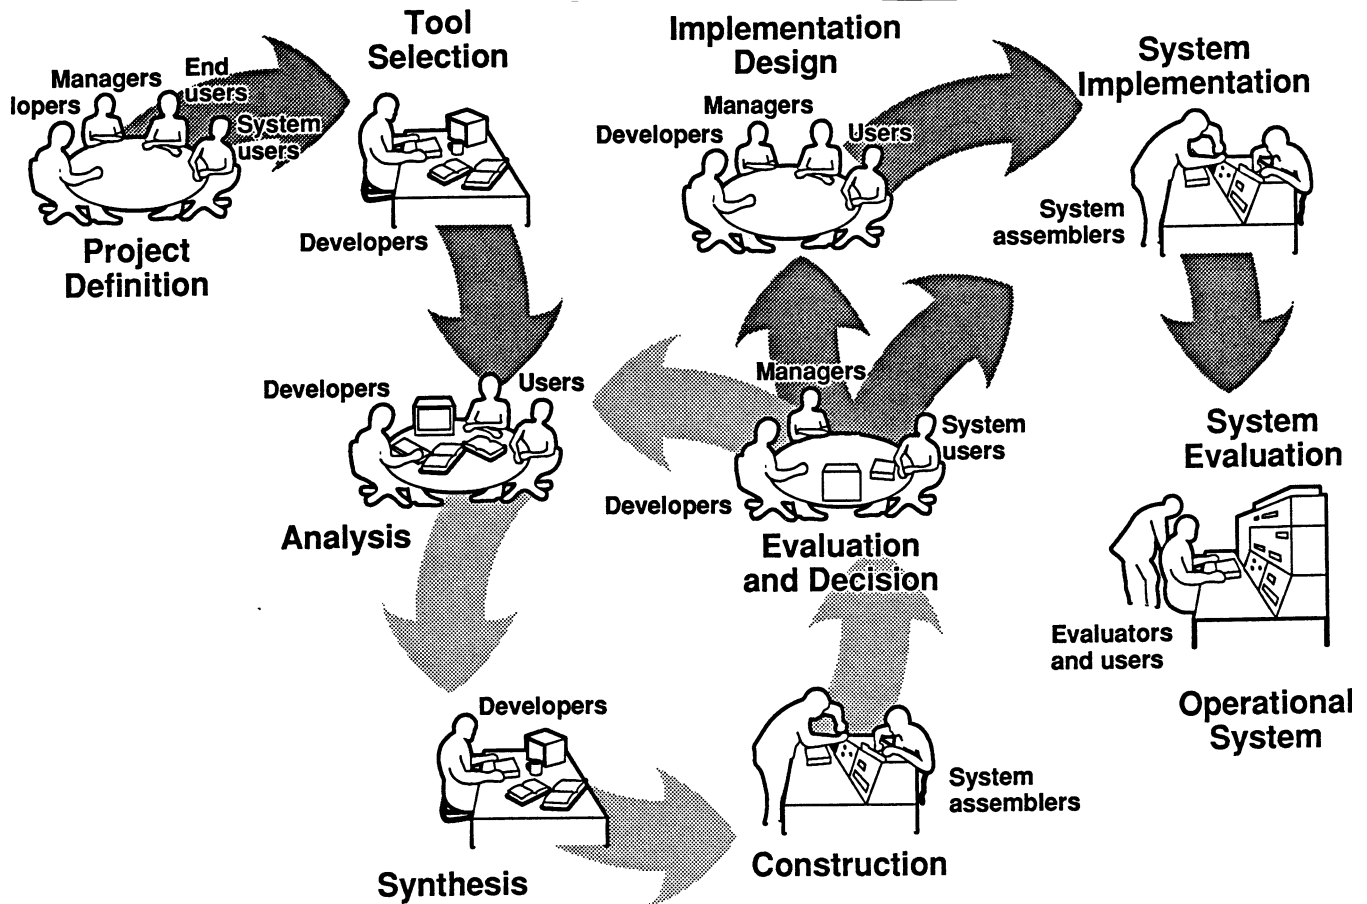 Tool
Selection
Implementation
Design
System
Implementation
Managers
End
users
lopers
System
users
Project
Definition
Developers
Managers
Developers
Users
System
assemblers
Developers
Users
Analysis
Managers
System
users
Developers
Evaluation
and Decision
System
Evaluation
Evaluators
and users
Operational
System
Developers
Synthesis
System
assemblers
Construction